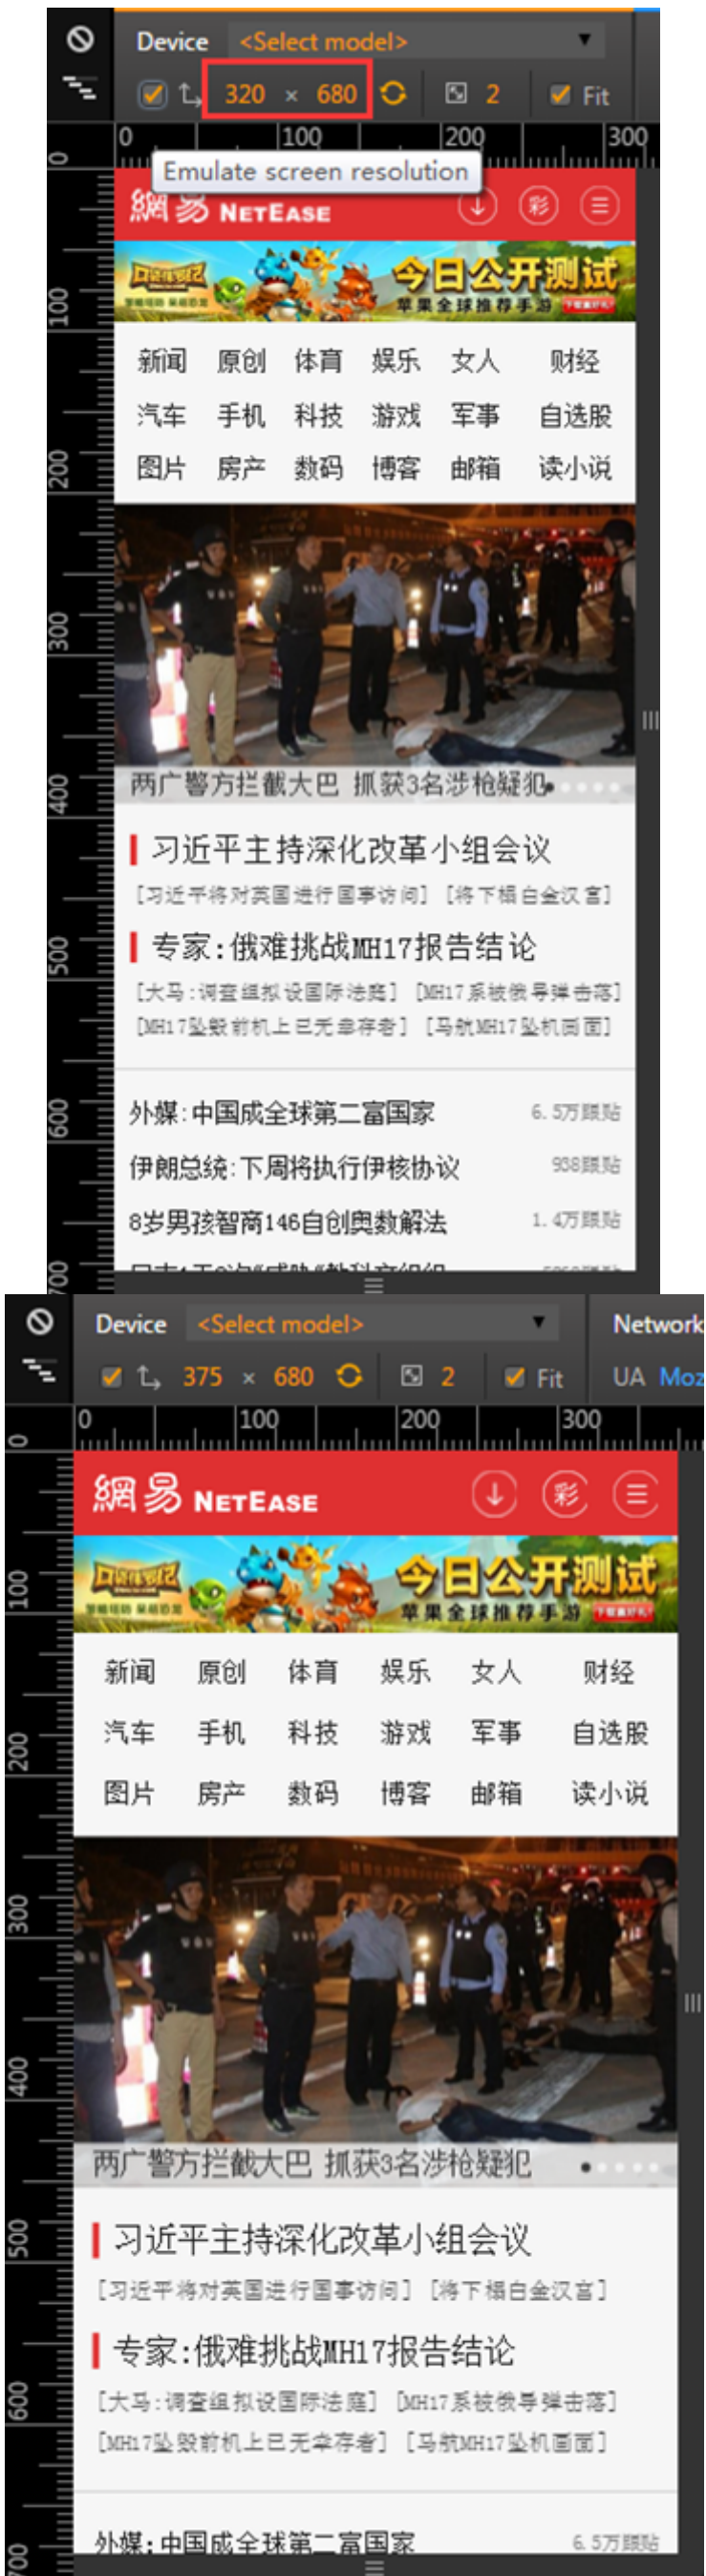 Device <Select model> ▼
320 × 680 2 Fit
0 100 200 300
Emulate screen resolution
網易 NETEASE 彩
今日公开测试
苹果全球推荐手游
新闻 原创 体育 娱乐 女人 财经
汽车 手机 科技 游戏 军事 自选股
图片 房产 数码 博客 邮箱 读小说
两广警方拦截大巴 抓获3名涉枪疑犯
习近平主持深化改革小组会议
[习近平将对英国进行国事访问] [将下榻白金汉宫]
专家:俄难挑战MH17报告结论
[大马:调查组拟设国际法庭] [MH17系被俄导弹击落]
[MH17坠毁前机上已无幸存者] [马航MH17坠机画面]
外媒:中国成全球第二富国家 6.5万跟贴
伊朗总统:下周将执行伊核协议 938跟贴
8岁男孩智商146自创奥数解法 1.4万跟贴
0
100
200
300
400
500
600
700
Device <Select model> ▼ Network
375 × 680 2 Fit UA Moz
0 100 200 300
網易 NETEASE 彩
今日公开测试
苹果全球推荐手游
新闻 原创 体育 娱乐 女人 财经
汽车 手机 科技 游戏 军事 自选股
图片 房产 数码 博客 邮箱 读小说
两广警方拦截大巴 抓获3名涉枪疑犯
习近平主持深化改革小组会议
[习近平将对英国进行国事访问] [将下榻白金汉宫]
专家:俄难挑战MH17报告结论
[大马:调查组拟设国际法庭] [MH17系被俄导弹击落]
[MH17坠毁前机上已无幸存者] [马航MH17坠机画面]
外媒:中国成全球第二富国家 6.5万跟贴
0
100
200
300
400
500
600
700